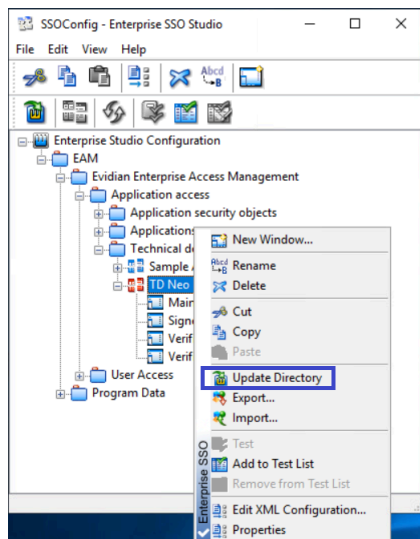 SSOConfig - Enterprise SSO Studio
File Edit View Help
Abcd
B
Enterprise Studio Configuration
EAM
Evidian Enterprise Access Management
Application access
Application security objects
Applications
Technical de
Sample A
TD Neo
Main
Signe
Verif
Verif
User Access
Program Data
New Window...
Abcd
B
Rename
Delete
Cut
Copy
Paste
Update Directory
Export...
Import...
Test
Add to Test List
Remove from Test List
Edit XML Configuration...
Properties
Enterprise SSO